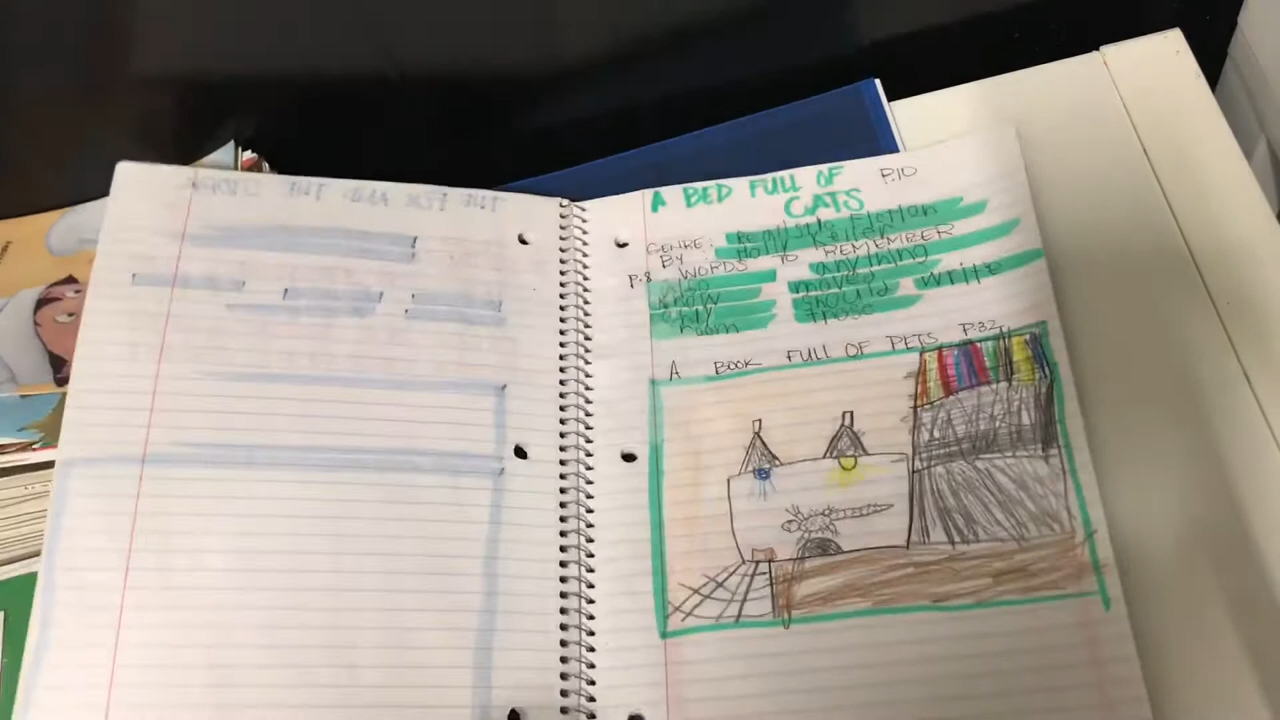 A BED FULL OF P.10
CATS
GENRE: Realistic Fiction
BY: Holly Keller
P.8 WORDS TO REMEMBER
also anything
know moved write
only should
room those
A BOOK FULL OF PETS P.32